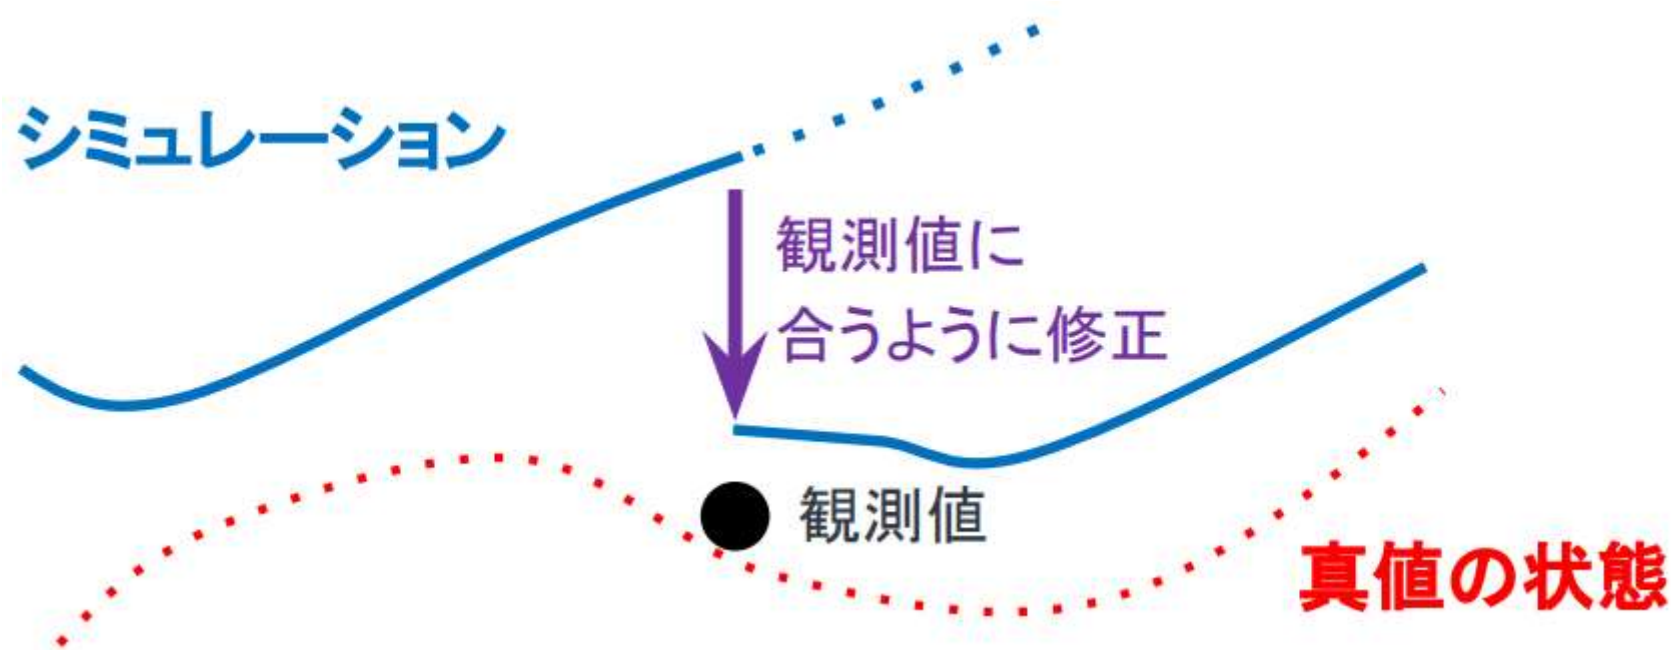 シミュレーション
観測値に
合うように修正
観測値
真値の状態